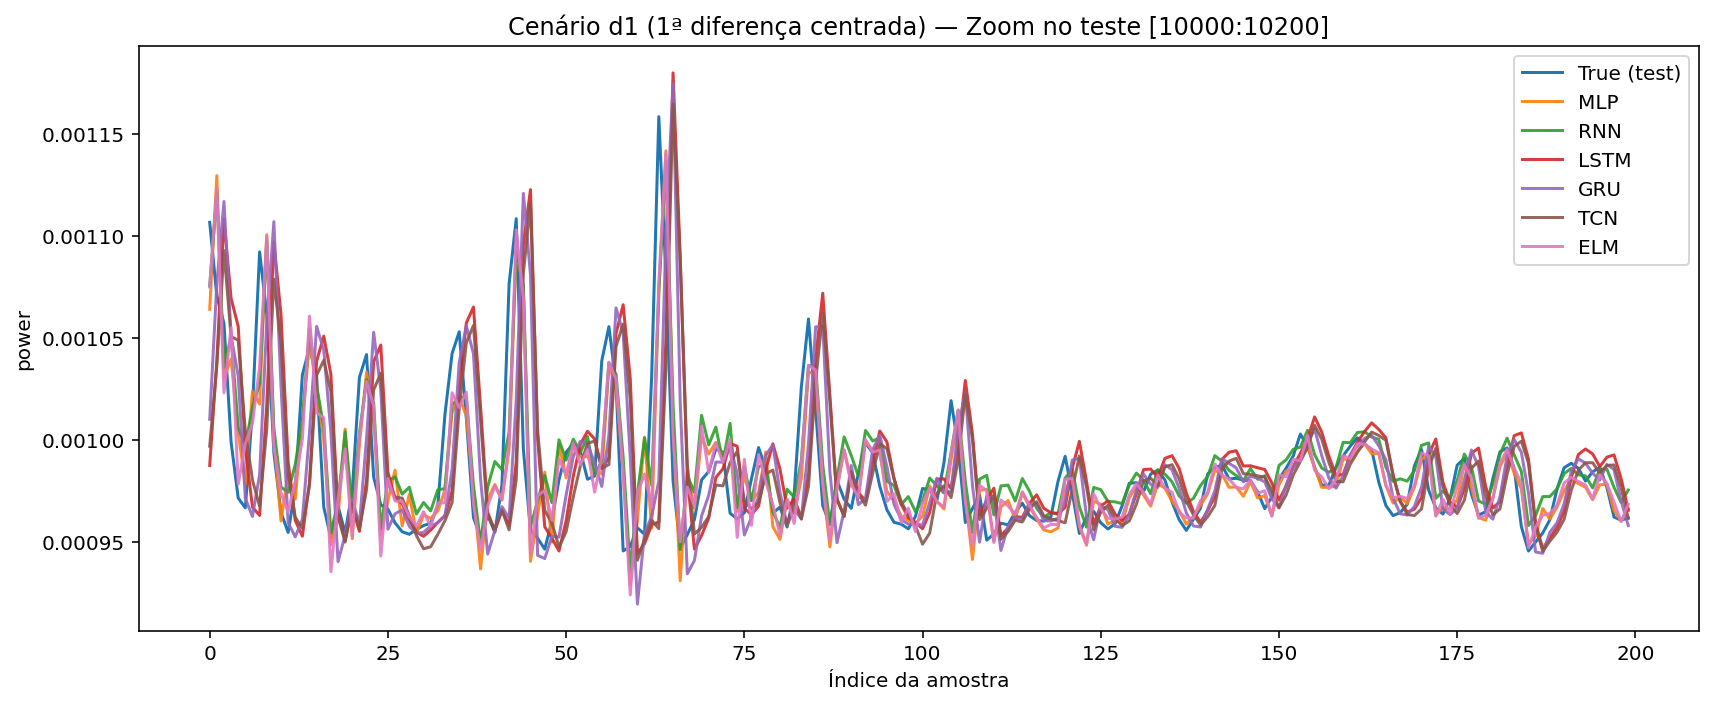 Cenário d1 (1ª diferença centrada) — Zoom no teste [10000:10200]
True (test)
MLP
RNN
LSTM
GRU
TCN
ELM
power
0.00115
0.00110
0.00105
0.00100
0.00095
0 25 50 75 100 125 150 175 200
Índice da amostra